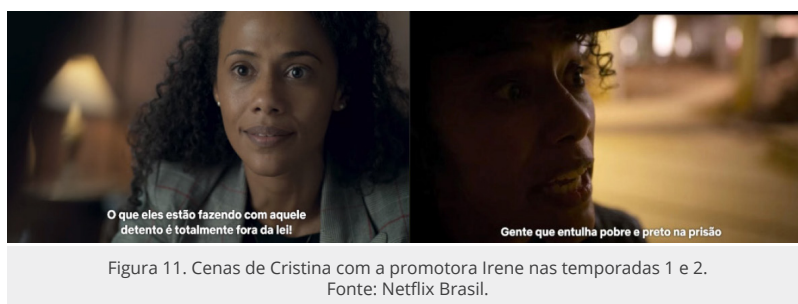 O que eles estão fazendo com aquele
detento é totalmente fora da lei!
Gente que entulha pobre e preto na prisão
Figura 11. Cenas de Cristina com a promotora Irene nas temporadas 1 e 2.
Fonte: Netflix Brasil.